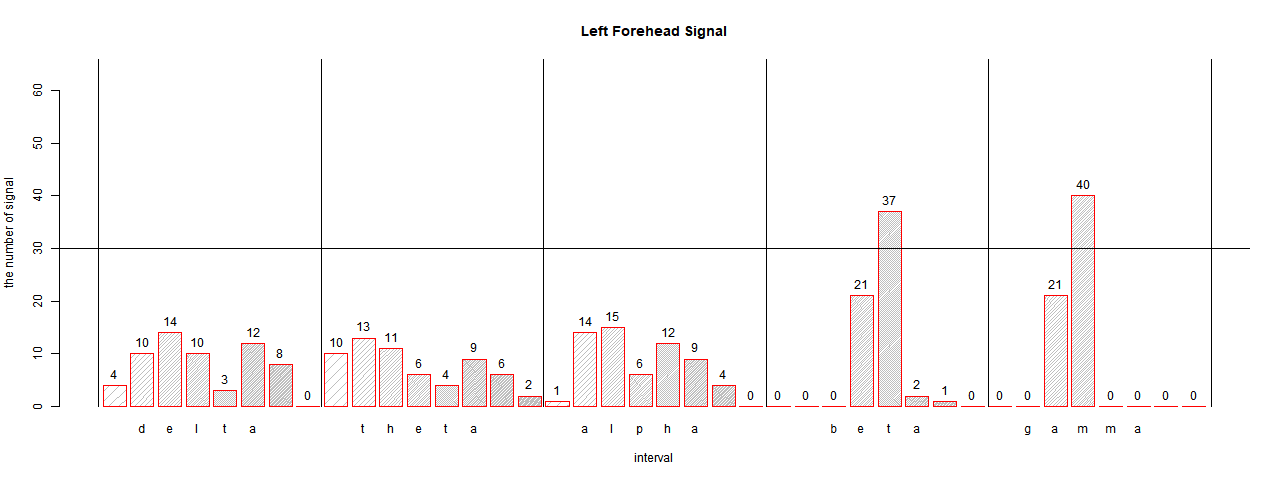 Left Forehead Signal
the number of signal
60
50
40
30
20
10
0
4 10 14 10 3 12 8 0 10 13 11 6 4 9 6 2 1 14 15 6 12 9 4 0 0 0 0 21 37 2 1 0 0 0 21 40 0 0 0 0
d e l t a t h e t a a l p h a b e t a g a m m a
interval